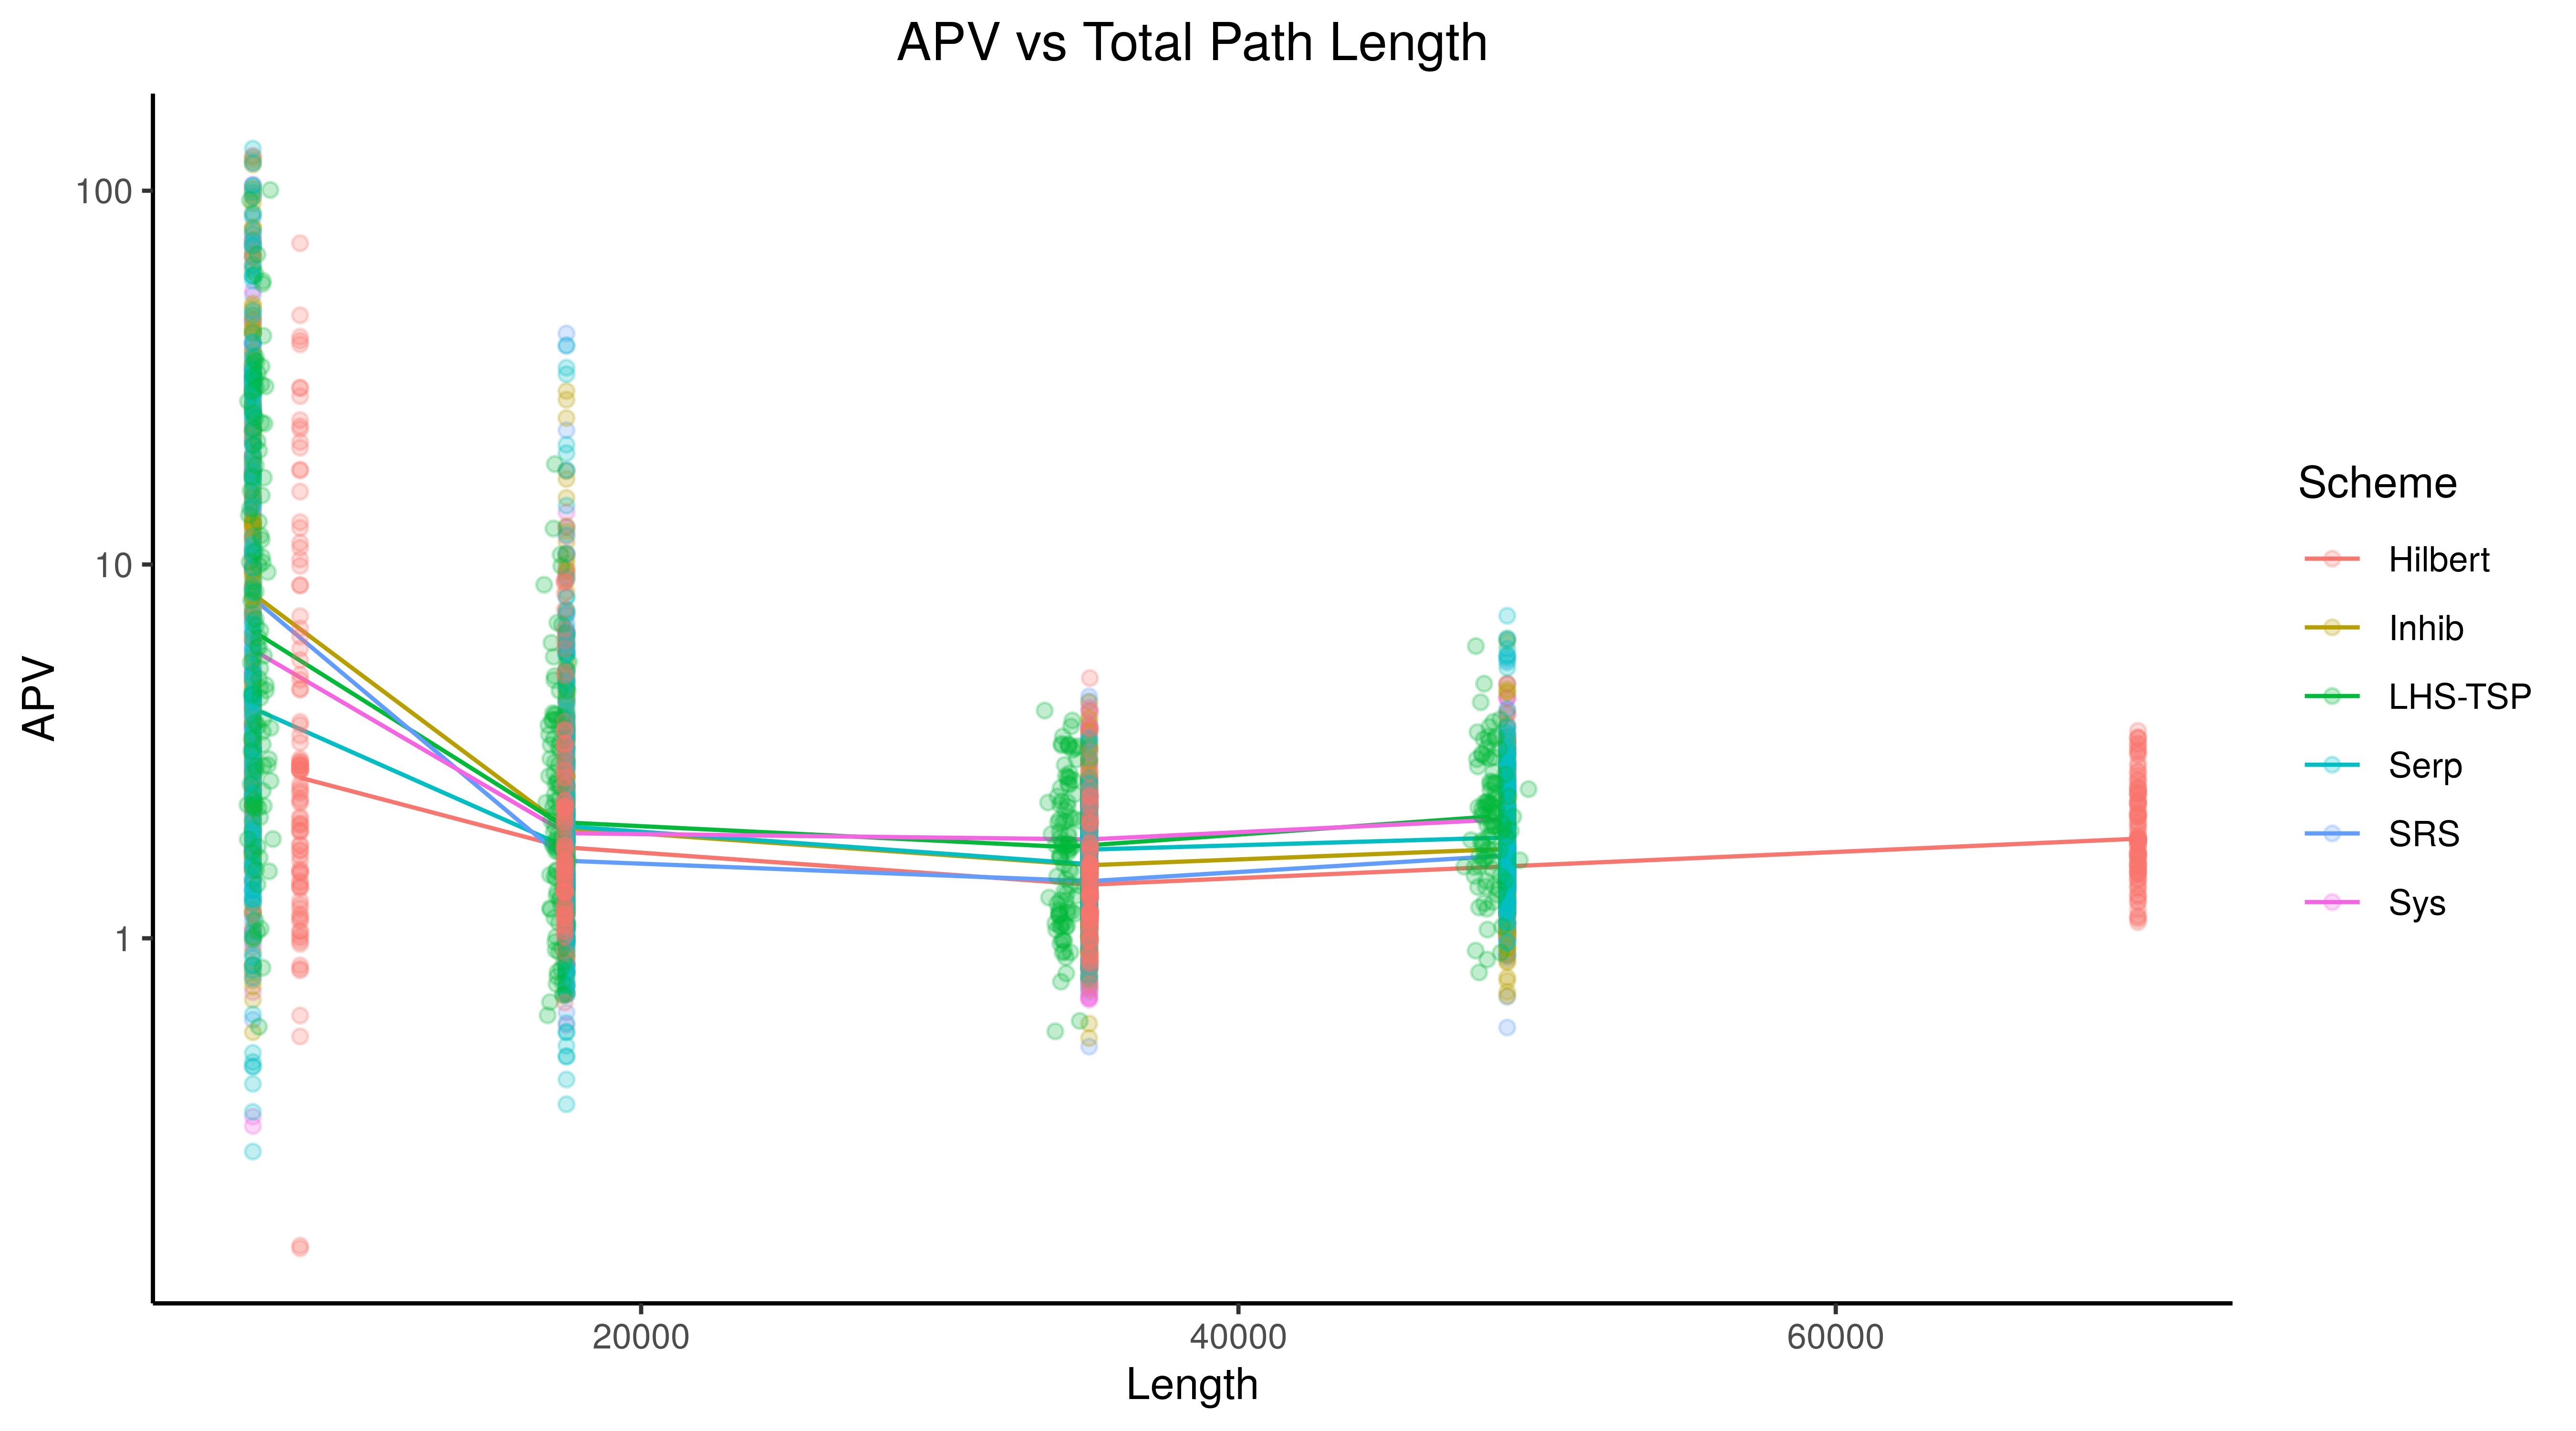 APV vs Total Path Length
100
10
1
APV
20000
40000
60000
Length
Scheme
Hilbert
Inhib
LHS-TSP
Serp
SRS
Sys